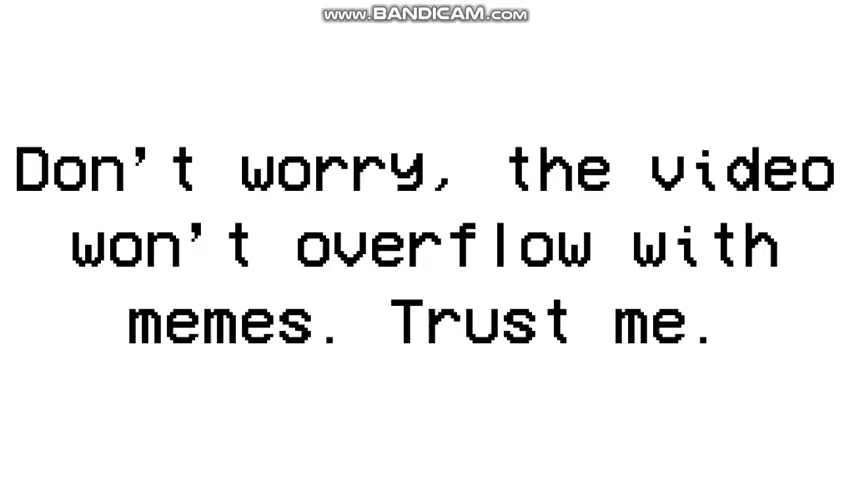 www.BANDICAM.com
Don't worry, the video
won't overflow with
memes. Trust me.